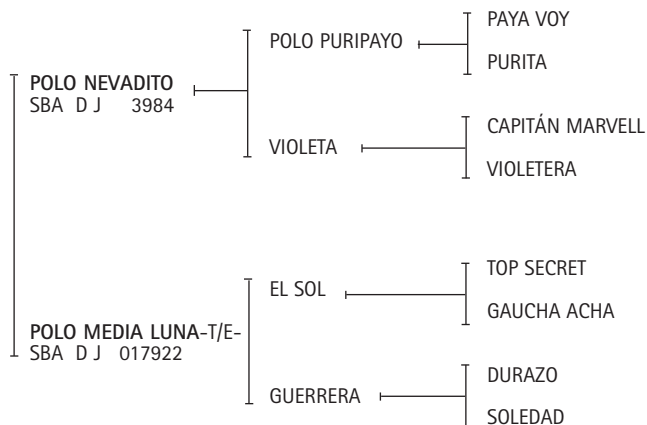 PAYA VOY
POLO PURIPAYO
PURITA
POLO NEVADITO
SBA D J 3984
CAPITÁN MARVELL
VIOLETA
VIOLETERA
TOP SECRET
EL SOL
GAUCHA ACHA
POLO MEDIA LUNA-T/E-
SBA D J 017922
DURAZO
GUERRERA
SOLEDAD